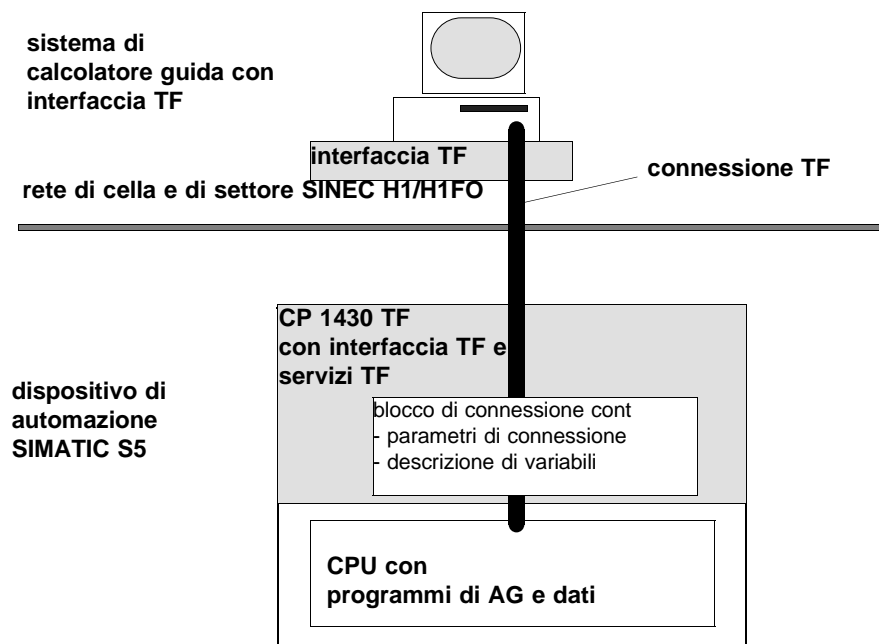 sistema di
calcolatore guida con
interfaccia TF
interfaccia TF
connessione TF
rete di cella e di settore SINEC H1/H1FO
CP 1430 TF
con interfaccia TF e
servizi TF
dispositivo di
automazione
SIMATIC S5
blocco di connessione cont
- parametri di connessione
- descrizione di variabili
CPU con
programmi di AG e dati